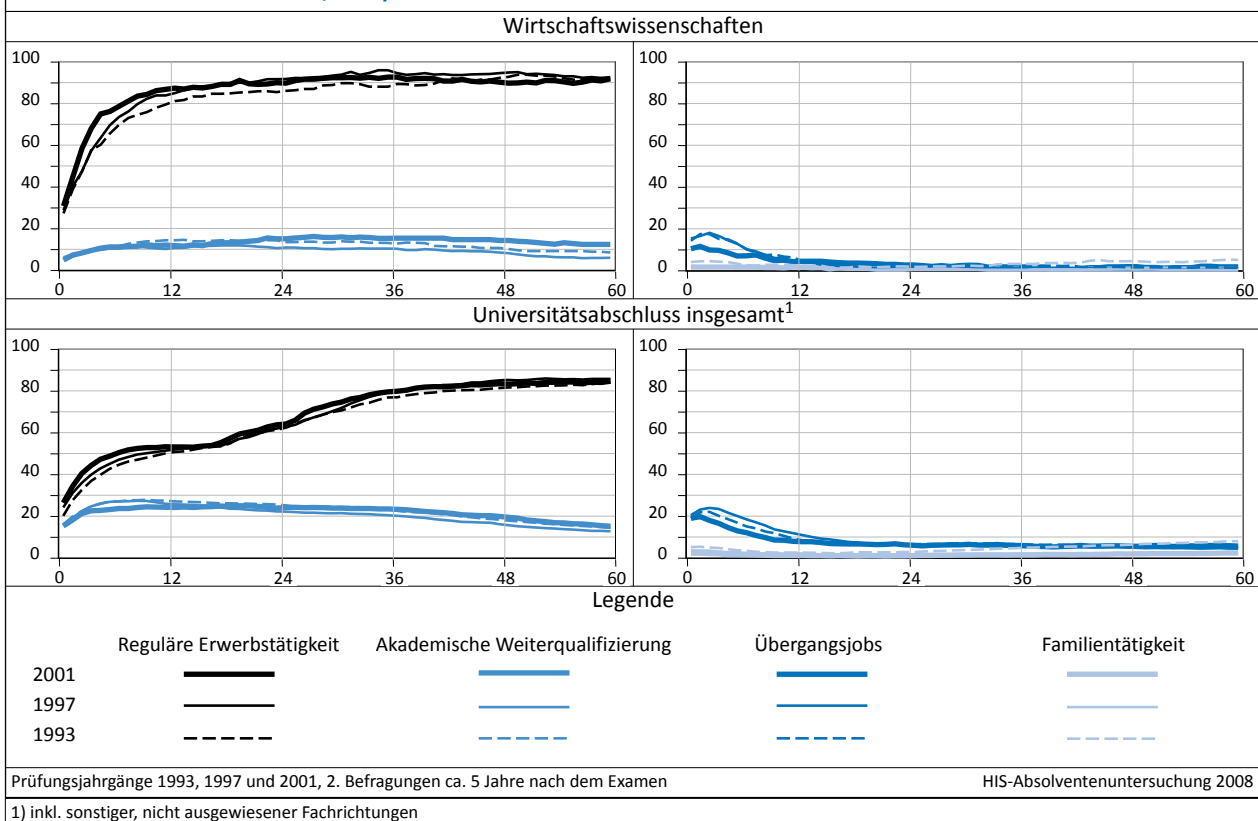 Wirtschaftswissenschaften
100
80
60
40
20
0
0 12 24 36 48 60
100
80
60
40
20
0
0 12 24 36 48 60
Universitätsabschluss insgesamt1
100
80
60
40
20
0
0 12 24 36 48 60
100
80
60
40
20
0
0 12 24 36 48 60
Legende
Reguläre Erwerbstätigkeit Akademische Weiterqualifizierung Übergangsjobs Familientätigkeit
2001
1997
1993
Prüfungsjahrgänge 1993, 1997 und 2001, 2. Befragungen ca. 5 Jahre nach dem Examen HIS-Absolventenuntersuchung 2008
1) inkl. sonstiger, nicht ausgewiesener Fachrichtungen